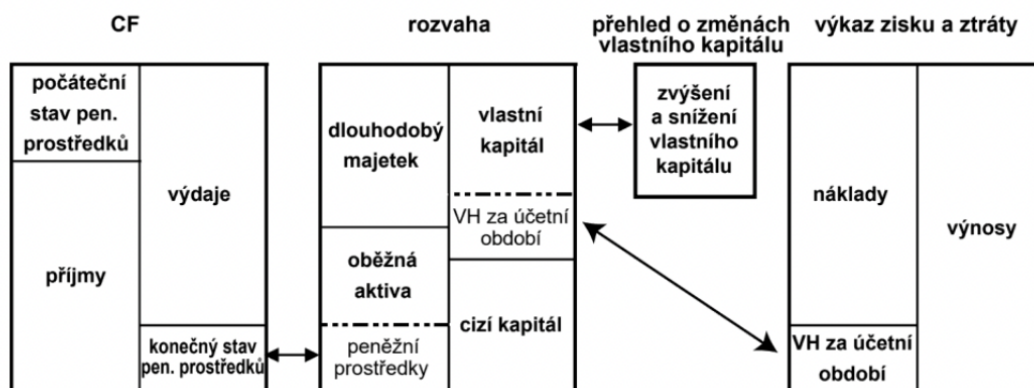 CF
rozvaha
přehled o změnách
vlastního kapitálu
výkaz zisku a ztráty
počáteční
stav pen.
prostředků
příjmy
výdaje
konečný stav
pen. prostředků
dlouhodobý
majetek
oběžná
aktiva
peněžní
prostředky
vlastní
kapitál
VH za účetní
období
cizí kapitál
zvýšení
a snížení
vlastního
kapitálu
náklady
VH za účetní
období
výnosy